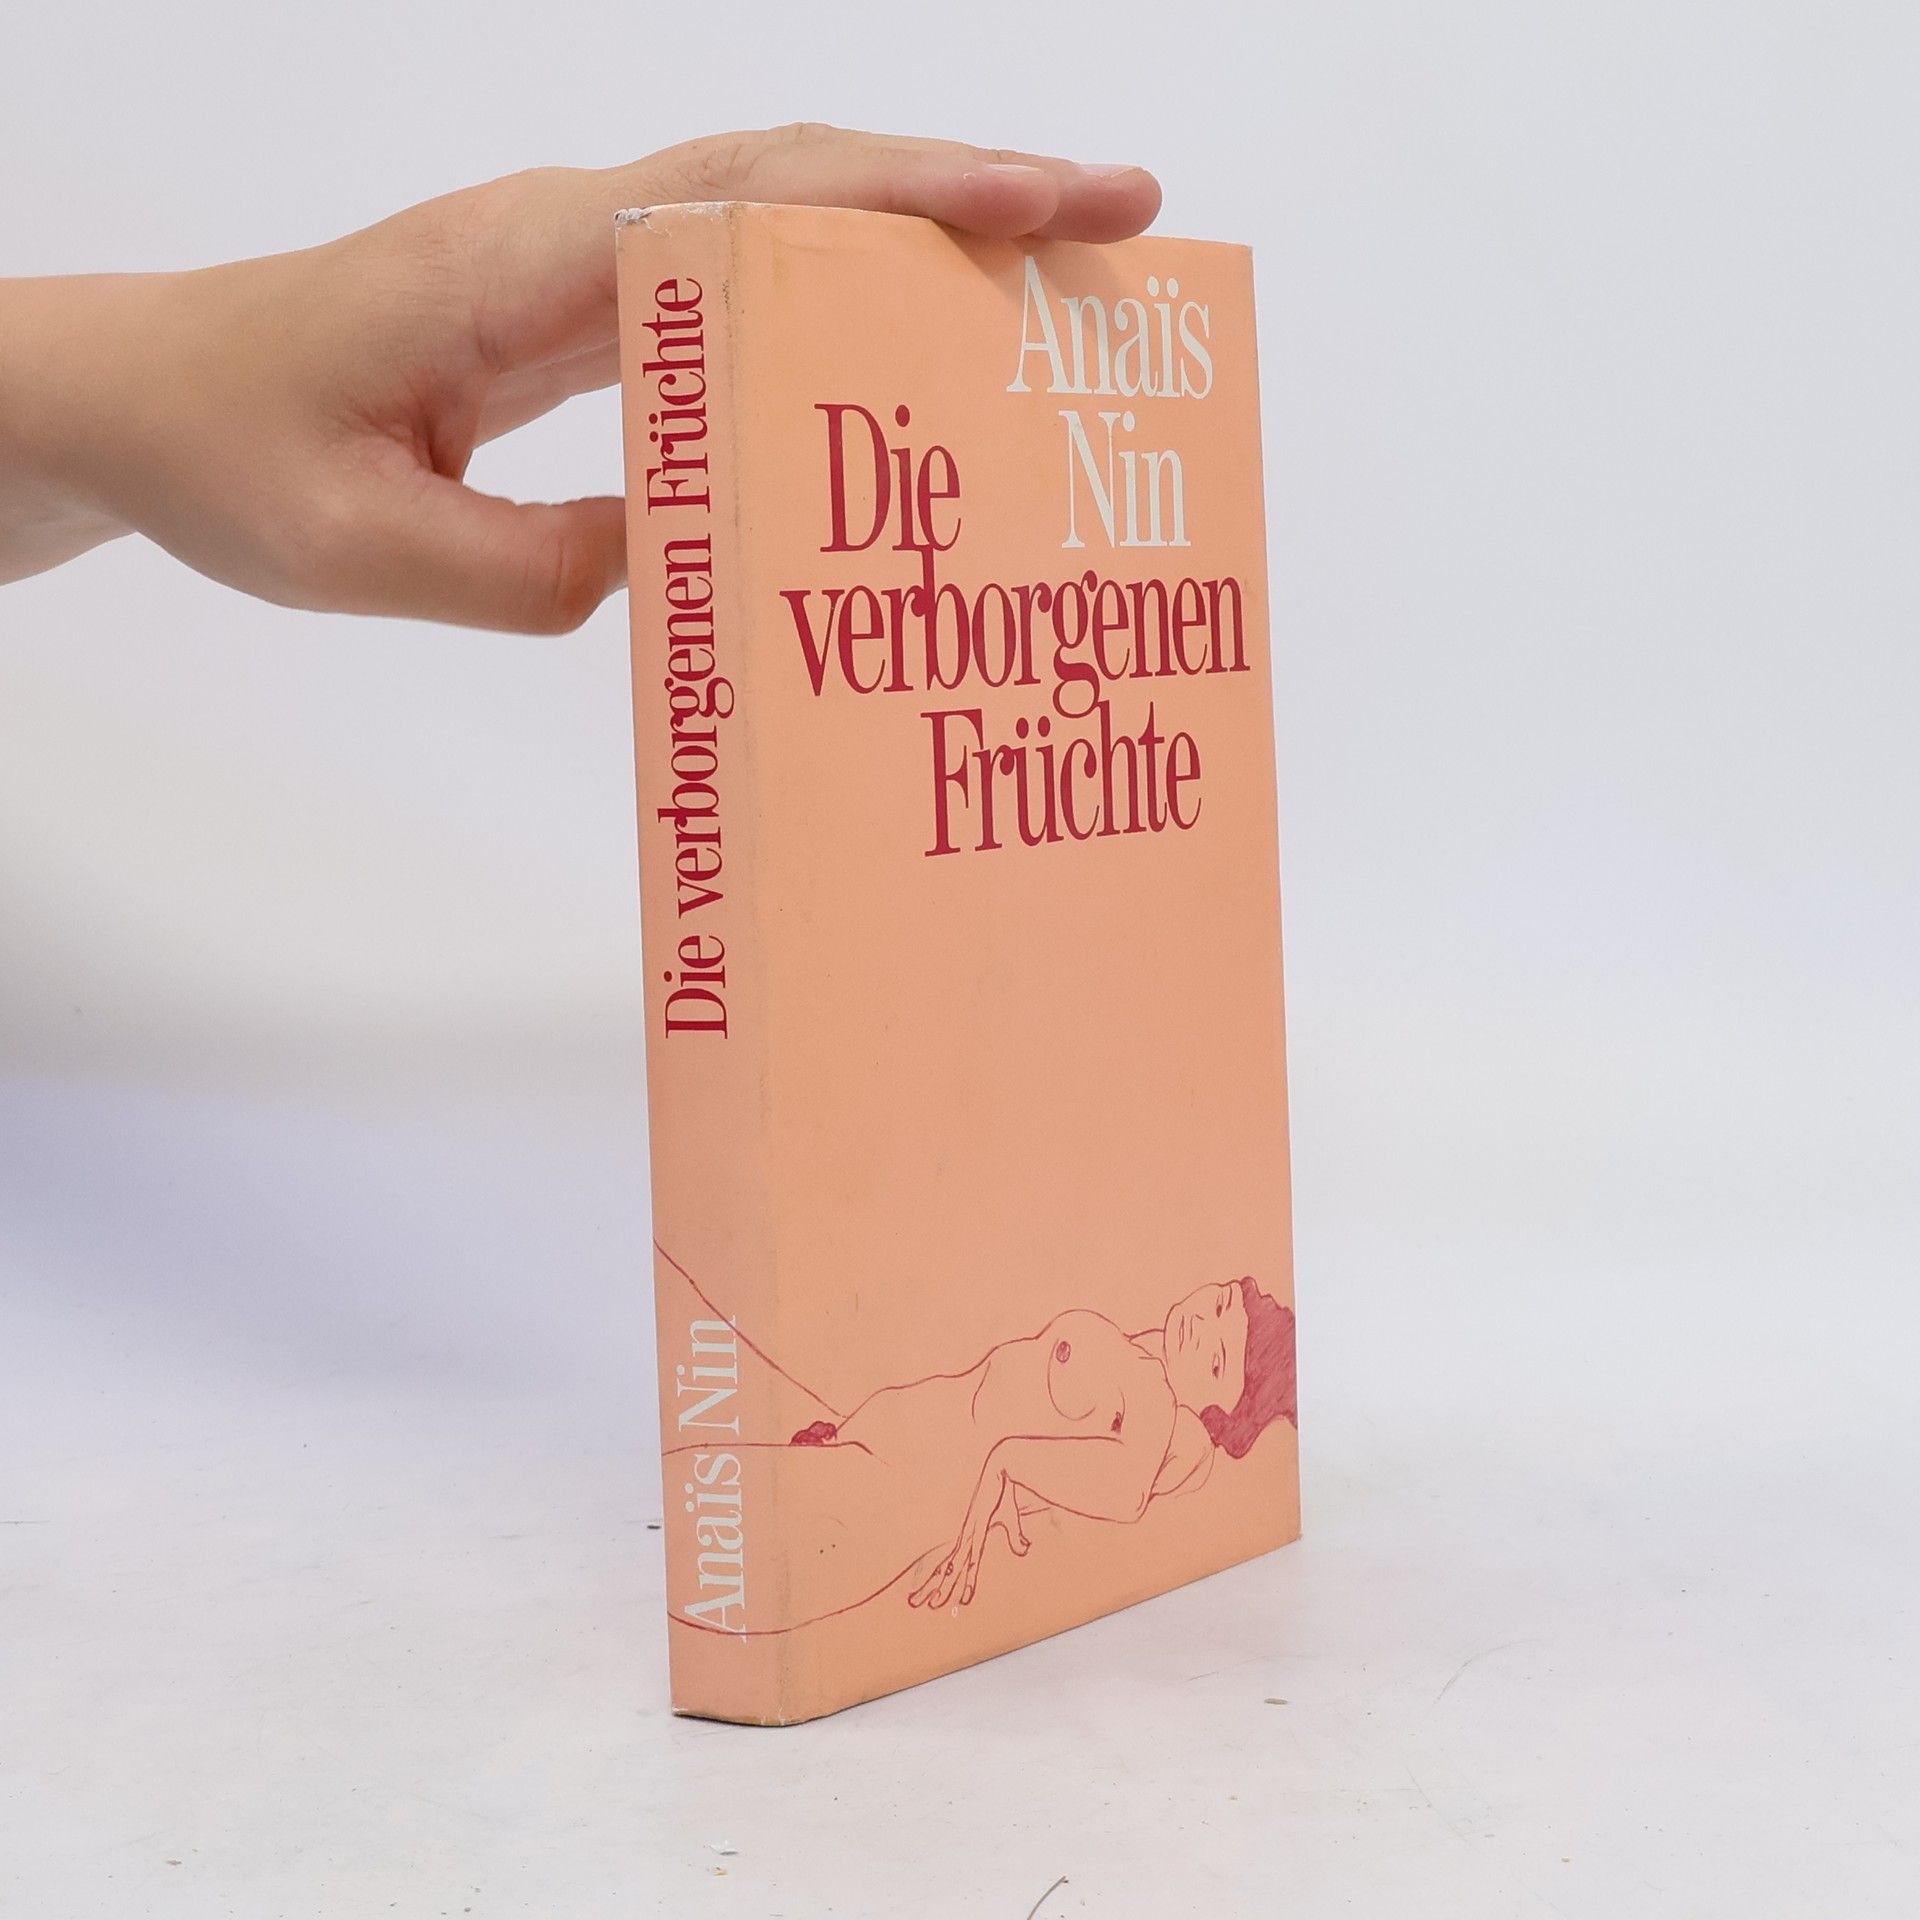 Die verborgenen Früchte
Anaïs Nin
Anaïs
Nin
Die
verborgenen
Früchte